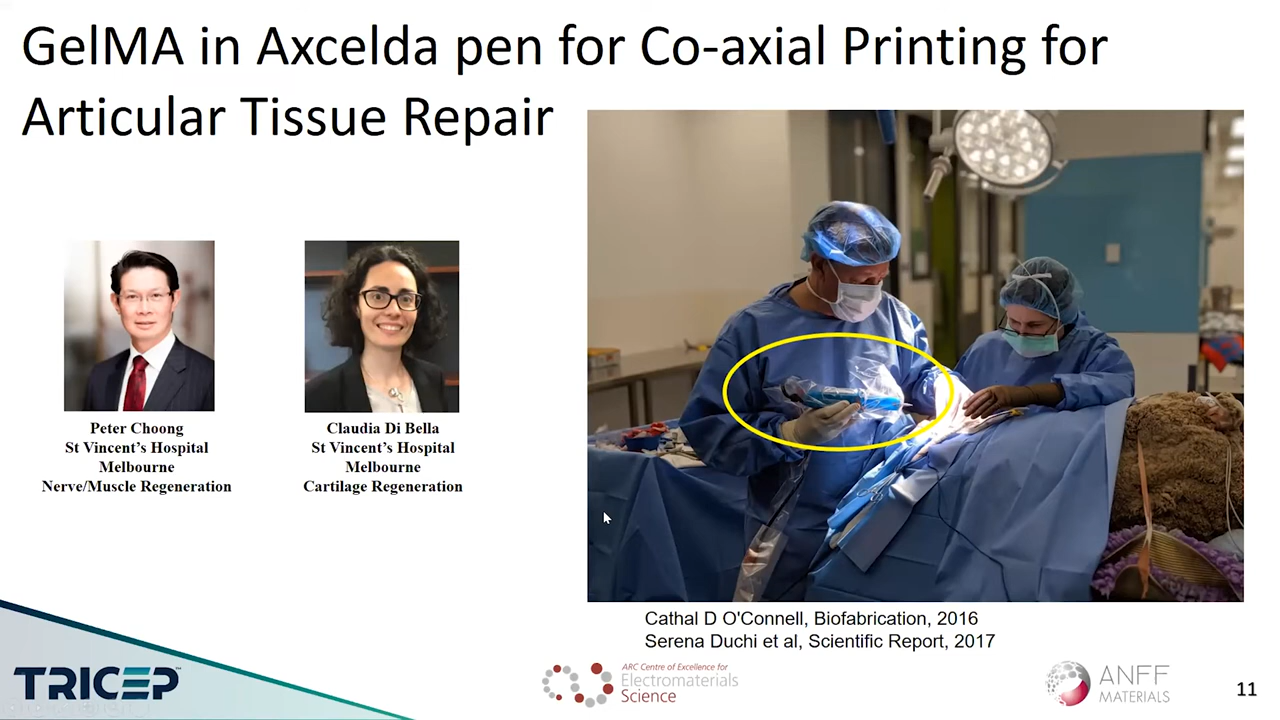 GelMA in Axcelda pen for Co-axial Printing for
Articular Tissue Repair
Peter Choong
St Vincent's Hospital
Melbourne
Nerve/Muscle Regeneration
Claudia Di Bella
St Vincent's Hospital
Melbourne
Cartilage Regeneration
Cathal D O'Connell, Biofabrication, 2016
Serena Duchi et al, Scientific Report, 2017
TRICEP
ARC Centre of Excellence for
Electromaterials
Science
ANFF
MATERIALS
11